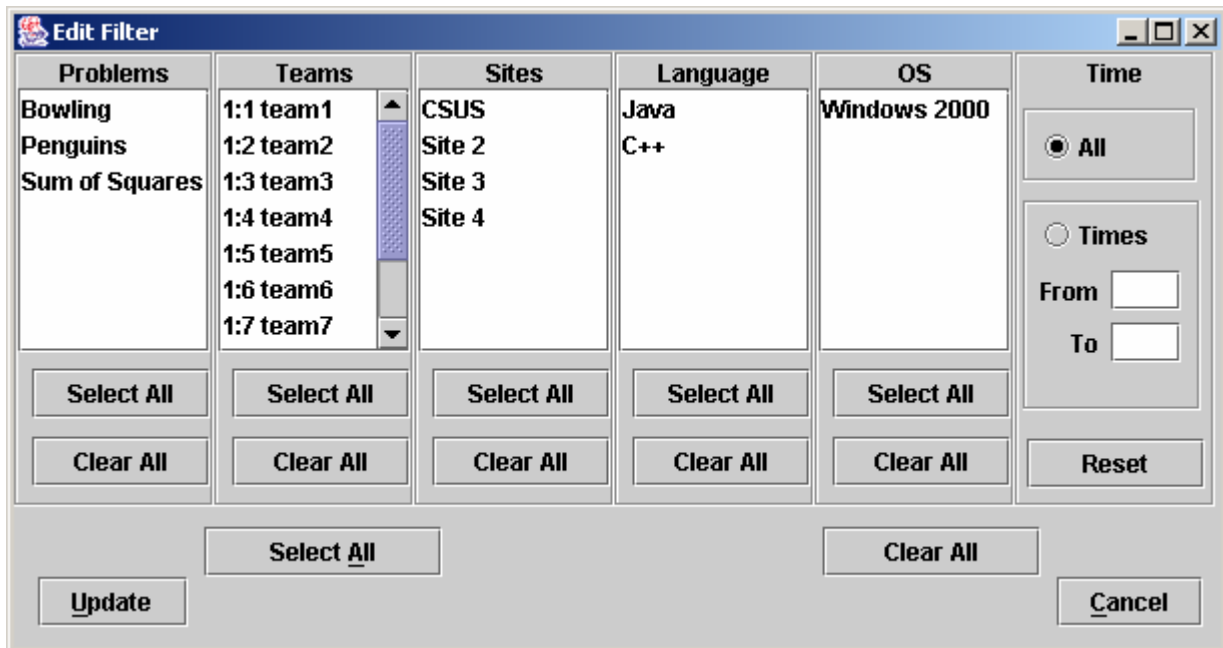 Edit Filter
Problems
Bowling
Penguins
Sum of Squares
Select All
Clear All
Teams
1:1 team1
1:2 team2
1:3 team3
1:4 team4
1:5 team5
1:6 team6
1:7 team7
Select All
Clear All
Sites
CSUS
Site 2
Site 3
Site 4
Select All
Clear All
Language
Java
C++
Select All
Clear All
OS
Windows 2000
Select All
Clear All
Time
All
Times
From
To
Reset
Select All
Clear All
Update
Cancel